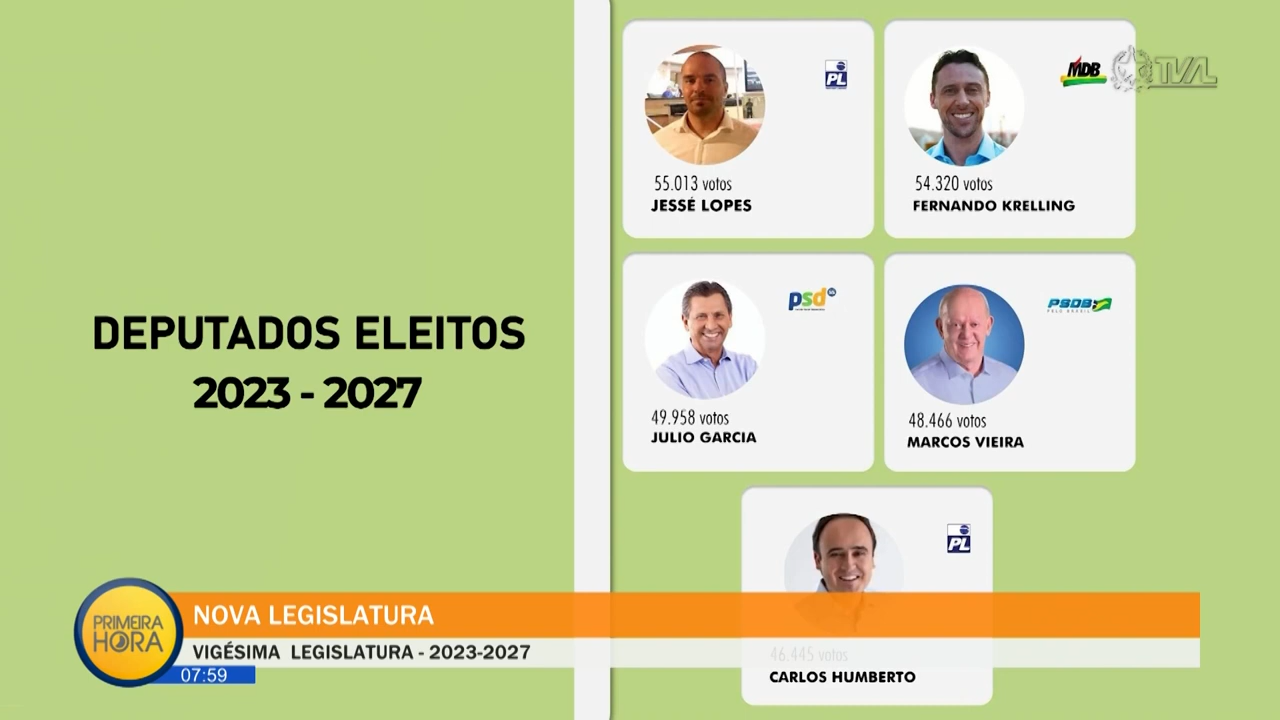 DEPUTADOS ELEITOS
2023 - 2027
PL
55.013 votos
JESSÉ LOPES
MDB
TVAL
54.320 votos
FERNANDO KRELLING
psd
49.958 votos
JULIO GARCIA
PSDB
PELO BRASIL
48.466 votos
MARCOS VIEIRA
PL
46.445 votos
CARLOS HUMBERTO
PRIMEIRA
HORA
NOVA LEGISLATURA
VIGÉSIMA LEGISLATURA - 2023-2027
07:59